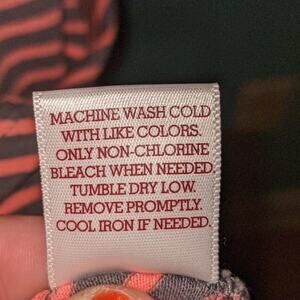 MACHINE WASH COLD
WITH LIKE COLORS.
ONLY NON-CHLORINE
BLEACH WHEN NEEDED.
TUMBLE DRY LOW.
REMOVE PROMPTLY.
COOL IRON IF NEEDED.